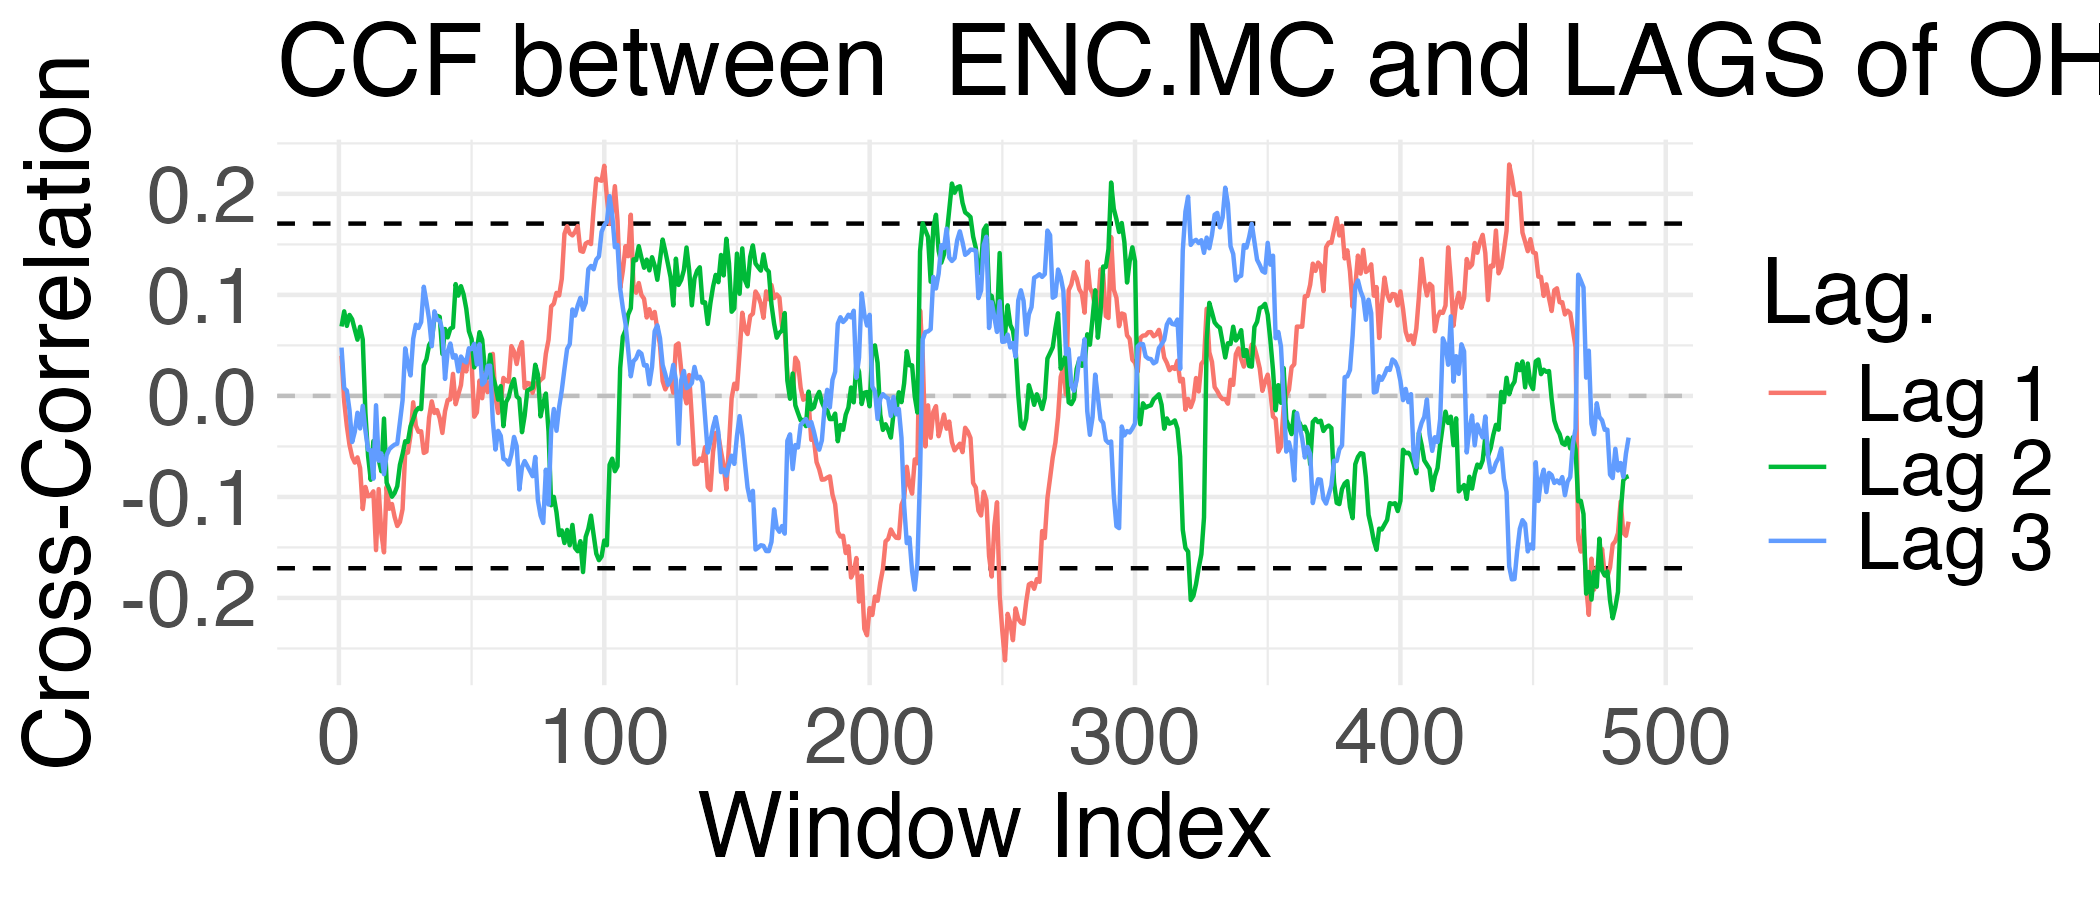 CCF between  ENC.MC and LAGS of OH
Cross-Correlation
0.2
0.1
0.0
-0.1
-0.2
0 100 200 300 400 500
Window Index
Lag.
Lag 1
Lag 2
Lag 3